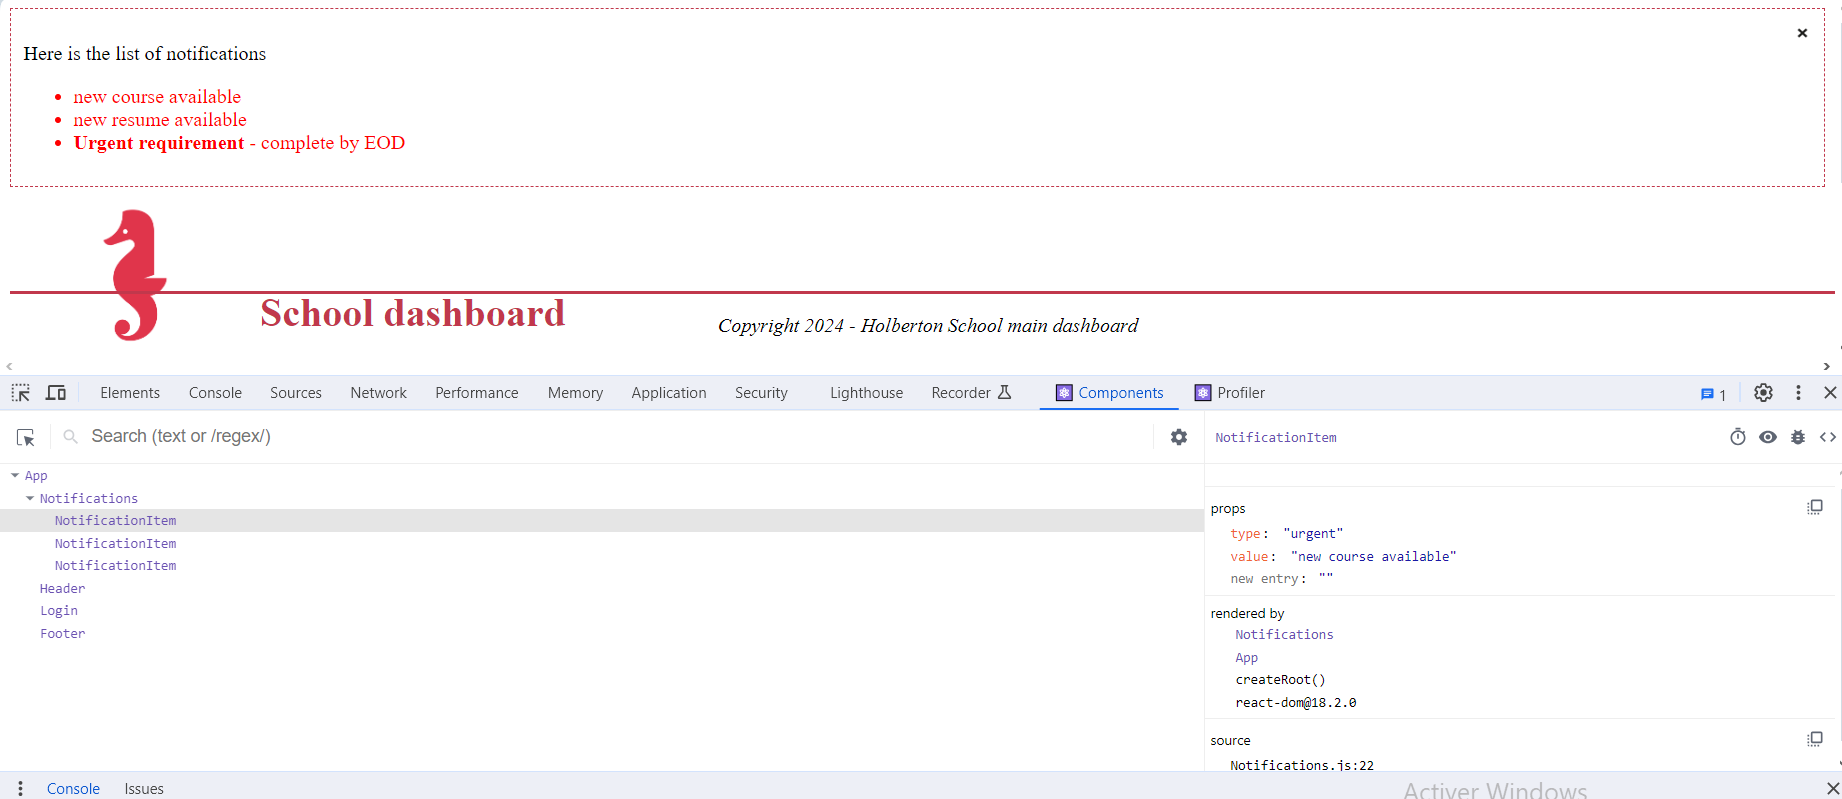 Here is the list of notifications
new course available
new resume available
Urgent requirement - complete by EOD
School dashboard
Copyright 2024 - Holberton School main dashboard
Elements Console Sources Network Performance Memory Application Security Lighthouse Recorder Components Profiler 1
Search (text or /regex/)
NotificationItem
App
Notifications
NotificationItem
NotificationItem
NotificationItem
Header
Login
Footer
props
type: "urgent"
value: "new course available"
new entry: ""
rendered by
Notifications
App
createRoot()
react-dom@18.2.0
source
Notifications.js:22
Console Issues
Activer Windows